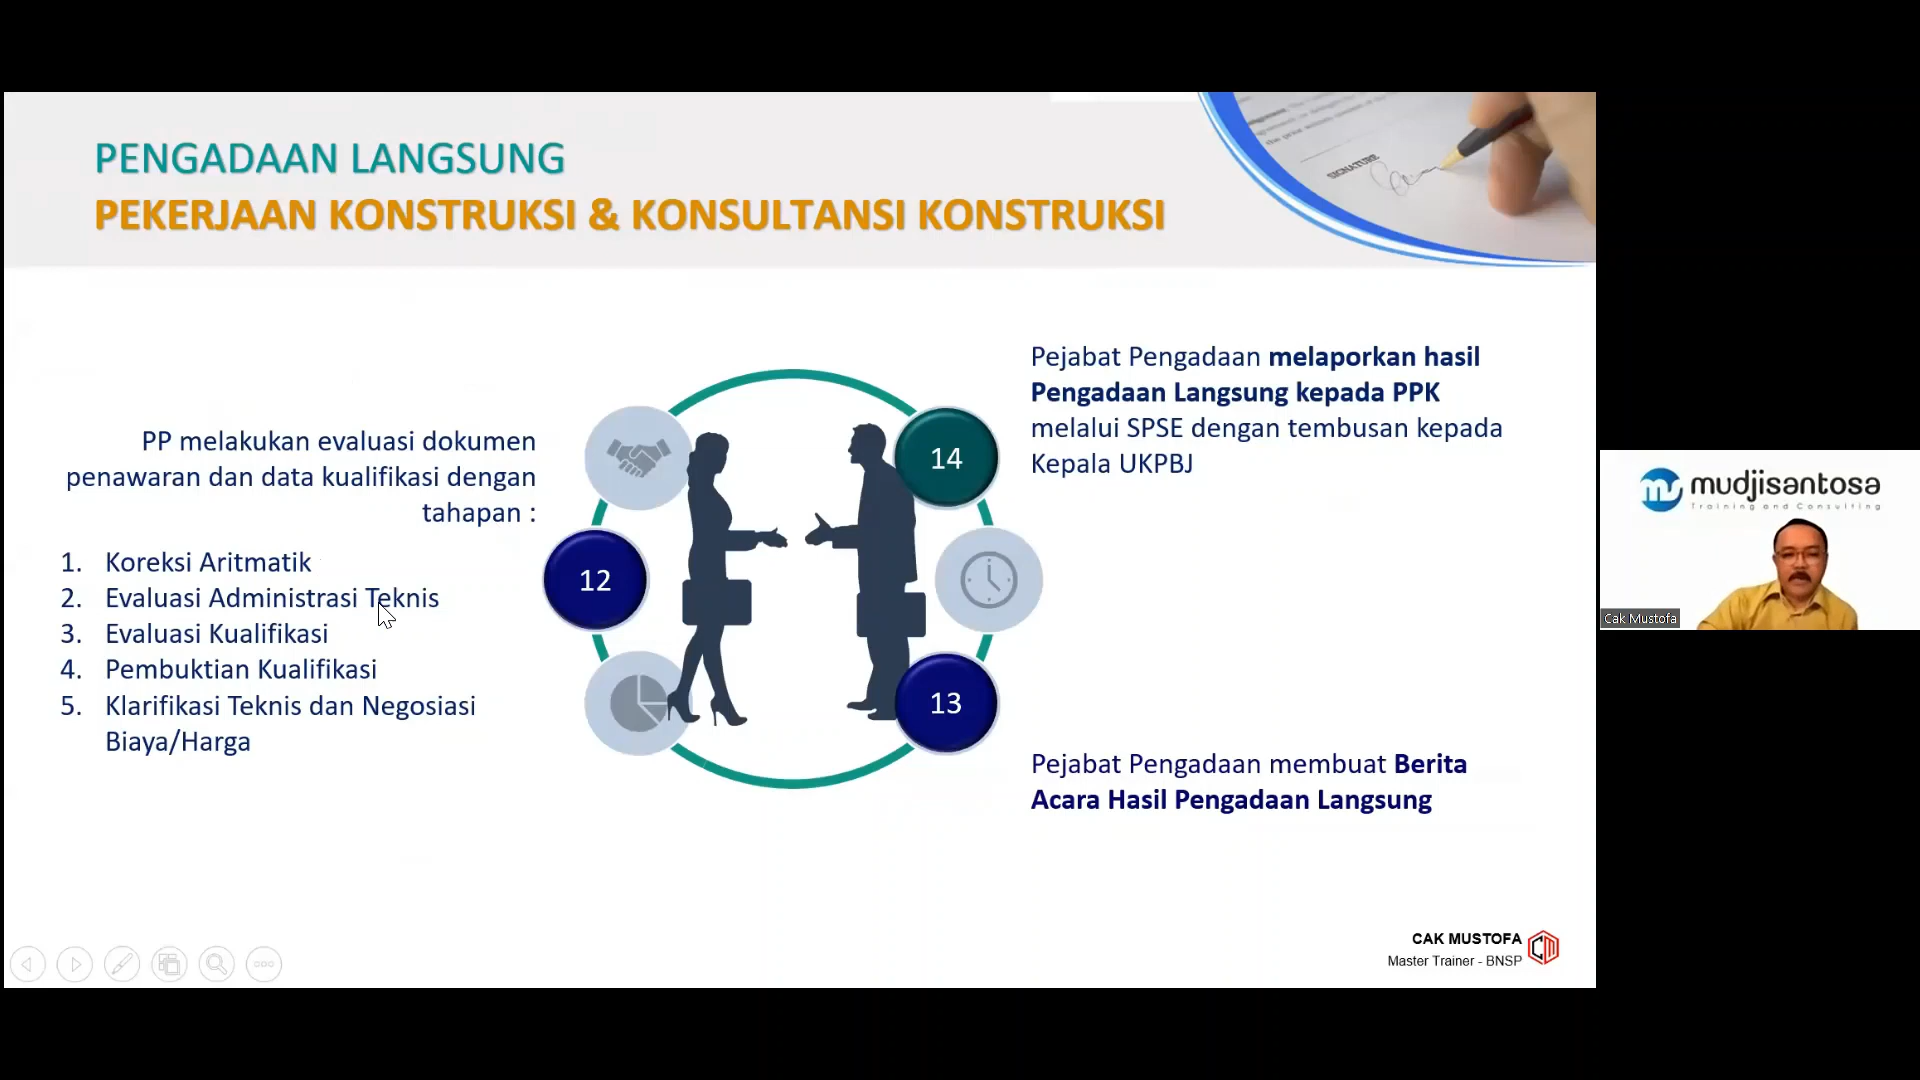 PENGADAAN LANGSUNG
PEKERJAAN KONSTRUKSI & KONSULTANSI KONSTRUKSI
SIGNATURE
PP melakukan evaluasi dokumen
penawaran dan data kualifikasi dengan
tahapan :
1. Koreksi Aritmatik
2. Evaluasi Administrasi Teknis
3. Evaluasi Kualifikasi
4. Pembuktian Kualifikasi
5. Klarifikasi Teknis dan Negosiasi
Biaya/Harga
12
14
13
Pejabat Pengadaan melaporkan hasil
Pengadaan Langsung kepada PPK
melalui SPSE dengan tembusan kepada
Kepala UKPBJ
Pejabat Pengadaan membuat Berita
Acara Hasil Pengadaan Langsung
CAK MUSTOFA
Master Trainer - BNSP
mudjisantosa
Training and Consulting
Cak Mustofa